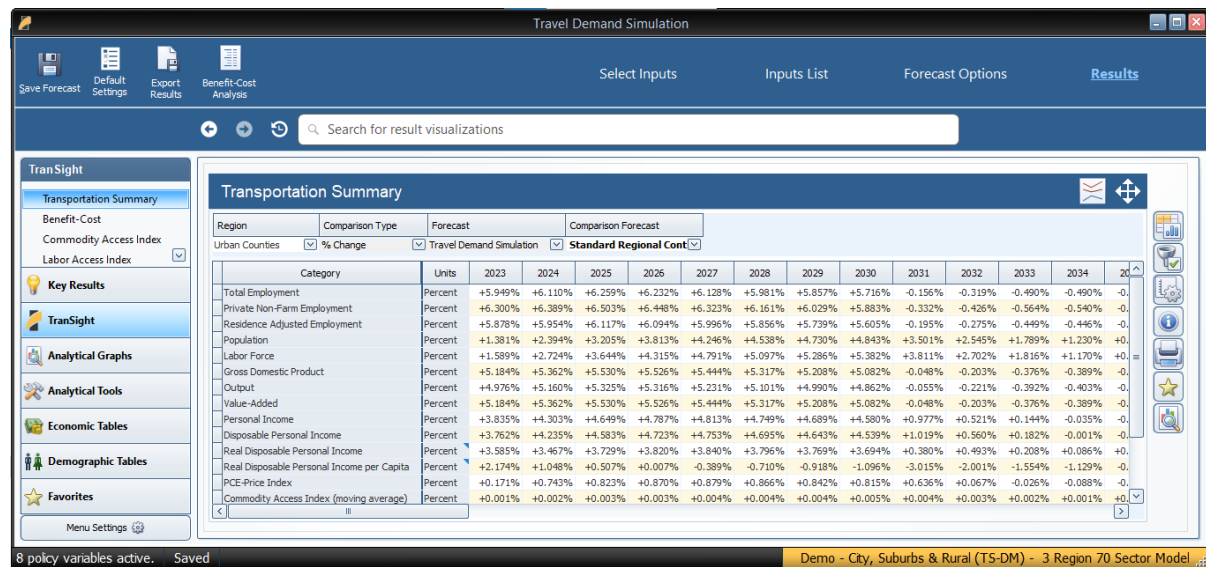 Travel Demand Simulation
Save Forecast
Default Settings
Export Results
Benefit-Cost Analysis
Select Inputs Inputs List Forecast Options Results
Search for result visualizations
TranSight
Transportation Summary
Benefit-Cost
Commodity Access Index
Labor Access Index
Key Results
TranSight
Analytical Graphs
Analytical Tools
Economic Tables
Demographic Tables
Favorites
Menu Settings
Transportation Summary
Region Comparison Type Forecast Comparison Forecast
Urban Counties % Change Travel Demand Simulation Standard Regional Cont
Category Units 2023 2024 2025 2026 2027 2028 2029 2030 2031 2032 2033 2034 20
Total Employment Percent +5.949% +6.110% +6.259% +6.232% +6.128% +5.981% +5.857% +5.716% -0.156% -0.319% -0.490% -0.490% -0.
Private Non-Farm Employment Percent +6.300% +6.389% +6.503% +6.448% +6.323% +6.161% +6.029% +5.883% -0.332% -0.426% -0.564% -0.540% -0.
Residence Adjusted Employment Percent +5.878% +5.954% +6.117% +6.094% +5.996% +5.856% +5.739% +5.605% -0.195% -0.275% -0.449% -0.446% -0.
Population Percent +1.381% +2.394% +3.205% +3.813% +4.246% +4.538% +4.730% +4.843% +3.501% +2.545% +1.789% +1.230% +0.
Labor Force Percent +1.589% +2.724% +3.644% +4.315% +4.791% +5.097% +5.286% +5.382% +3.811% +2.702% +1.816% +1.170% +0.
Gross Domestic Product Percent +5.184% +5.362% +5.530% +5.526% +5.444% +5.317% +5.208% +5.082% -0.048% -0.203% -0.376% -0.389% -0.
Output Percent +4.976% +5.160% +5.325% +5.316% +5.231% +5.101% +4.990% +4.862% -0.055% -0.221% -0.392% -0.403% -0.
Value-Added Percent +5.184% +5.362% +5.530% +5.526% +5.444% +5.317% +5.208% +5.082% -0.048% -0.203% -0.376% -0.389% -0.
Personal Income Percent +3.835% +4.303% +4.649% +4.787% +4.813% +4.749% +4.689% +4.580% +0.977% +0.521% +0.144% -0.035% -0.
Disposable Personal Income Percent +3.762% +4.235% +4.583% +4.723% +4.753% +4.695% +4.643% +4.539% +1.019% +0.560% +0.182% -0.001% -0.
Real Disposable Personal Income Percent +3.585% +3.467% +3.729% +3.820% +3.840% +3.796% +3.769% +3.694% +0.380% +0.493% +0.208% +0.086% +0.
Real Disposable Personal Income per Capita Percent +2.174% +1.048% +0.507% +0.007% -0.389% -0.710% -0.918% -1.096% -3.015% -2.001% -1.554% -1.129% -0.
PCE-Price Index Percent +0.171% +0.743% +0.823% +0.870% +0.879% +0.866% +0.842% +0.815% +0.636% +0.067% -0.026% -0.088% -0.
Commodity Access Index (moving average) Percent +0.001% +0.002% +0.003% +0.003% +0.004% +0.004% +0.004% +0.005% +0.004% +0.003% +0.002% +0.001% +0.
8 policy variables active. Saved
Demo - City, Suburbs & Rural (TS-DM) - 3 Region 70 Sector Model